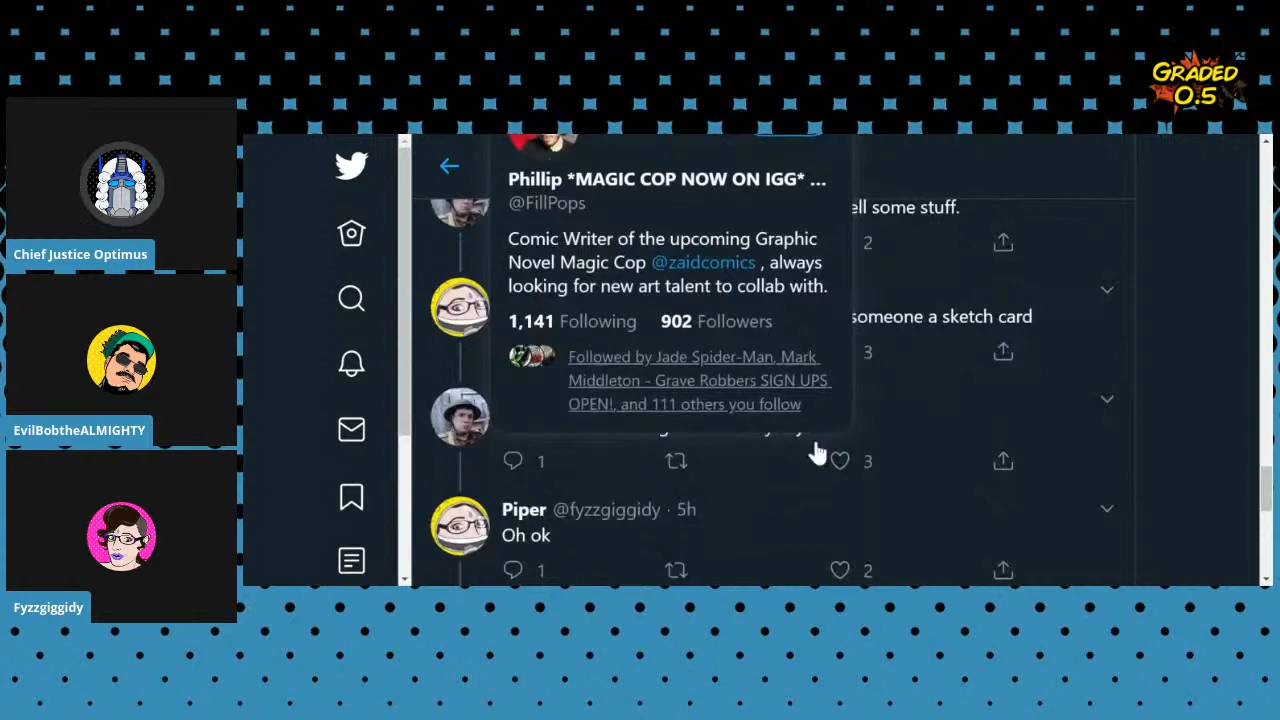 GRADED
0.5
Chief Justice Optimus
EvilBobtheALMIGHTY
Fyzzgiggidy
Phillip *MAGIC COP NOW ON IGG* ...
@FillPops
Comic Writer of the upcoming Graphic
Novel Magic Cop @zaidcomics , always
looking for new art talent to collab with.
1,141 Following 902 Followers
Followed by Jade Spider-Man, Mark
Middleton - Grave Robbers SIGN UPS
OPEN!, and 111 others you follow
ell some stuff.
2
someone a sketch card
3
1 3
Piper @fyzzgiggidy · 5h
Oh ok
1 2